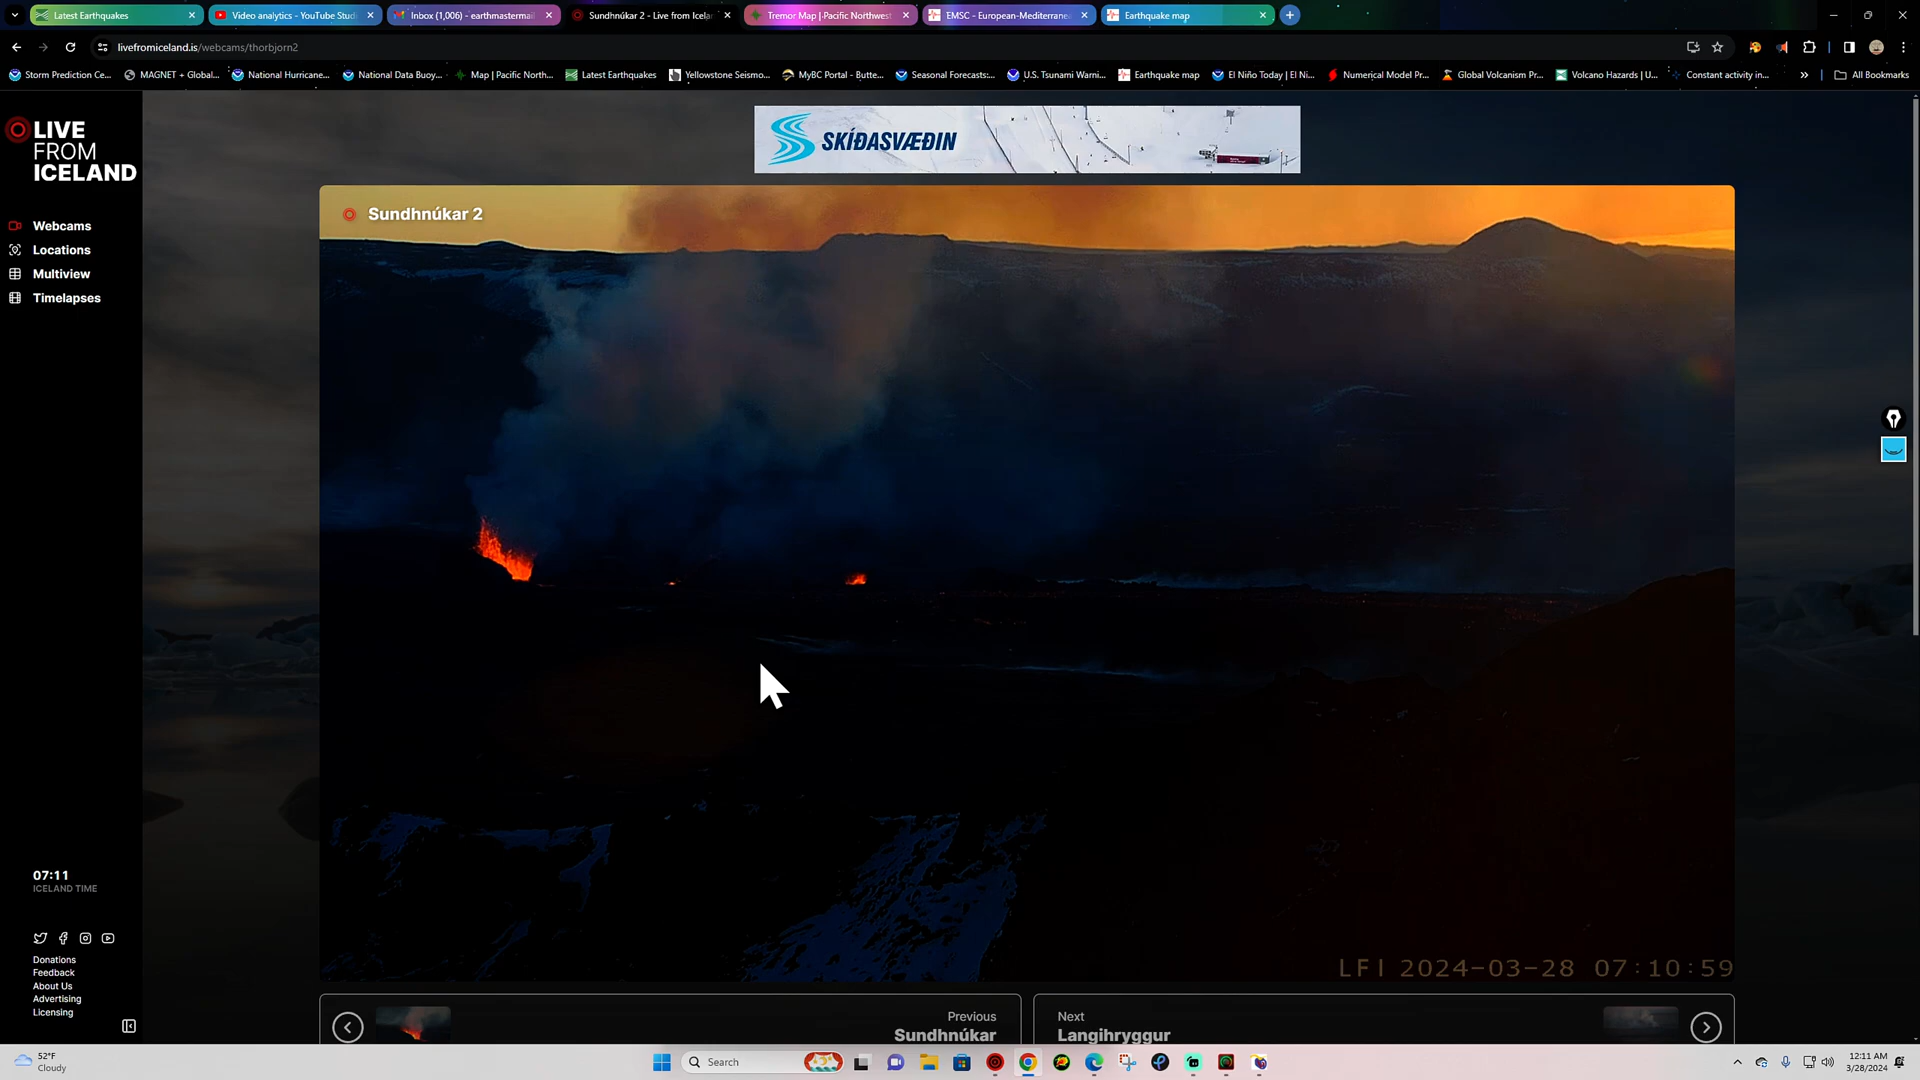 Latest Earthquakes
Video analytics - YouTube Studi
Inbox (1,006) - earthmastermail
Sundhnúkar 2 - Live from Icelan
Tremor Map | Pacific Northwest
EMSC - European-Mediterranea
Earthquake map
livefromiceland.is/webcams/thorbjorn2
Storm Prediction Ce...
MAGNET + Global...
National Hurricane...
National Data Buoy...
Map | Pacific North...
Latest Earthquakes
Yellowstone Seismo...
MyBC Portal - Butte...
Seasonal Forecasts:...
U.S. Tsunami Warni...
Earthquake map
El Niño Today | El Ni...
Numerical Model Pr...
Global Volcanism Pr...
Volcano Hazards | U...
Constant activity in...
All Bookmarks
LIVE
FROM
ICELAND
SKÍÐASVÆÐIN
Webcams
Locations
Multiview
Timelapses
Sundhnúkar 2
07:11
ICELAND TIME
Donations
Feedback
About Us
Advertising
Licensing
LFI 2024-03-28 07:10:59
Previous
Sundhnúkar
Next
Langihryggur
52°F
Cloudy
Search
12:11 AM
3/28/2024